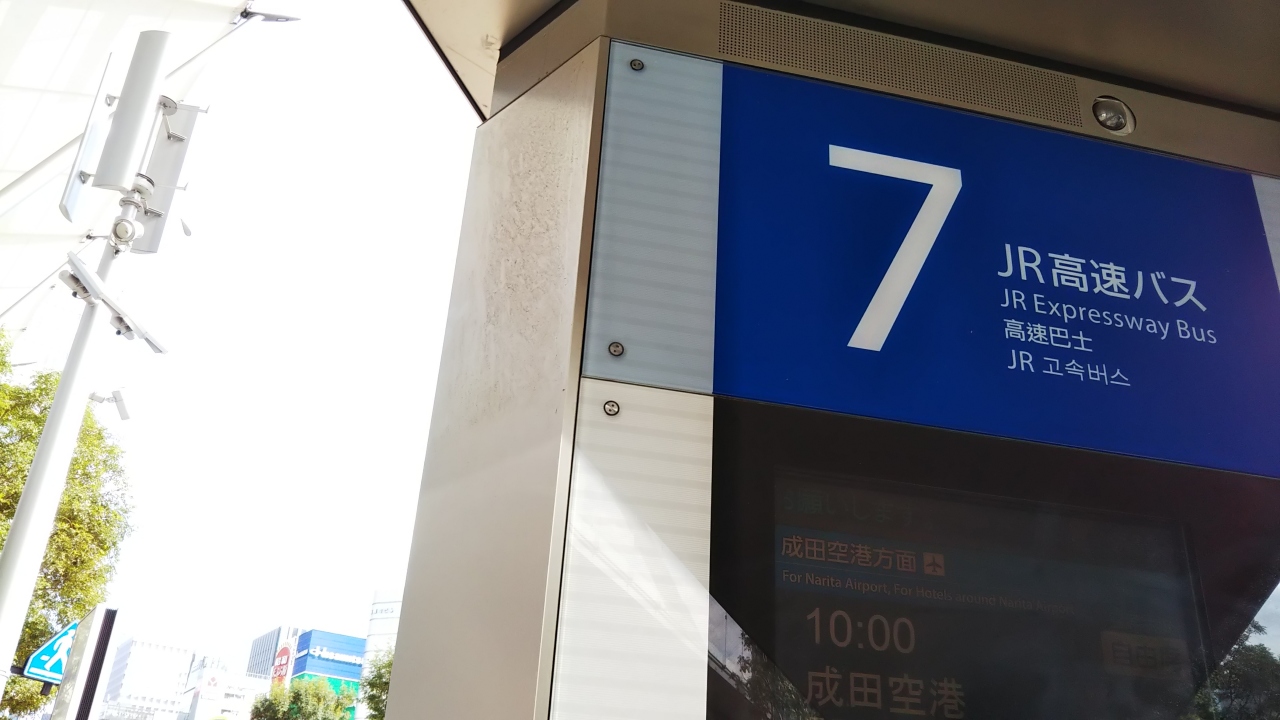 7
JR高速バス
JR Expressway Bus
高速巴士
JR 고속버스
成田空港方面
For Narita Airport, For Hotels around Narita Airport
10:00
成田空港